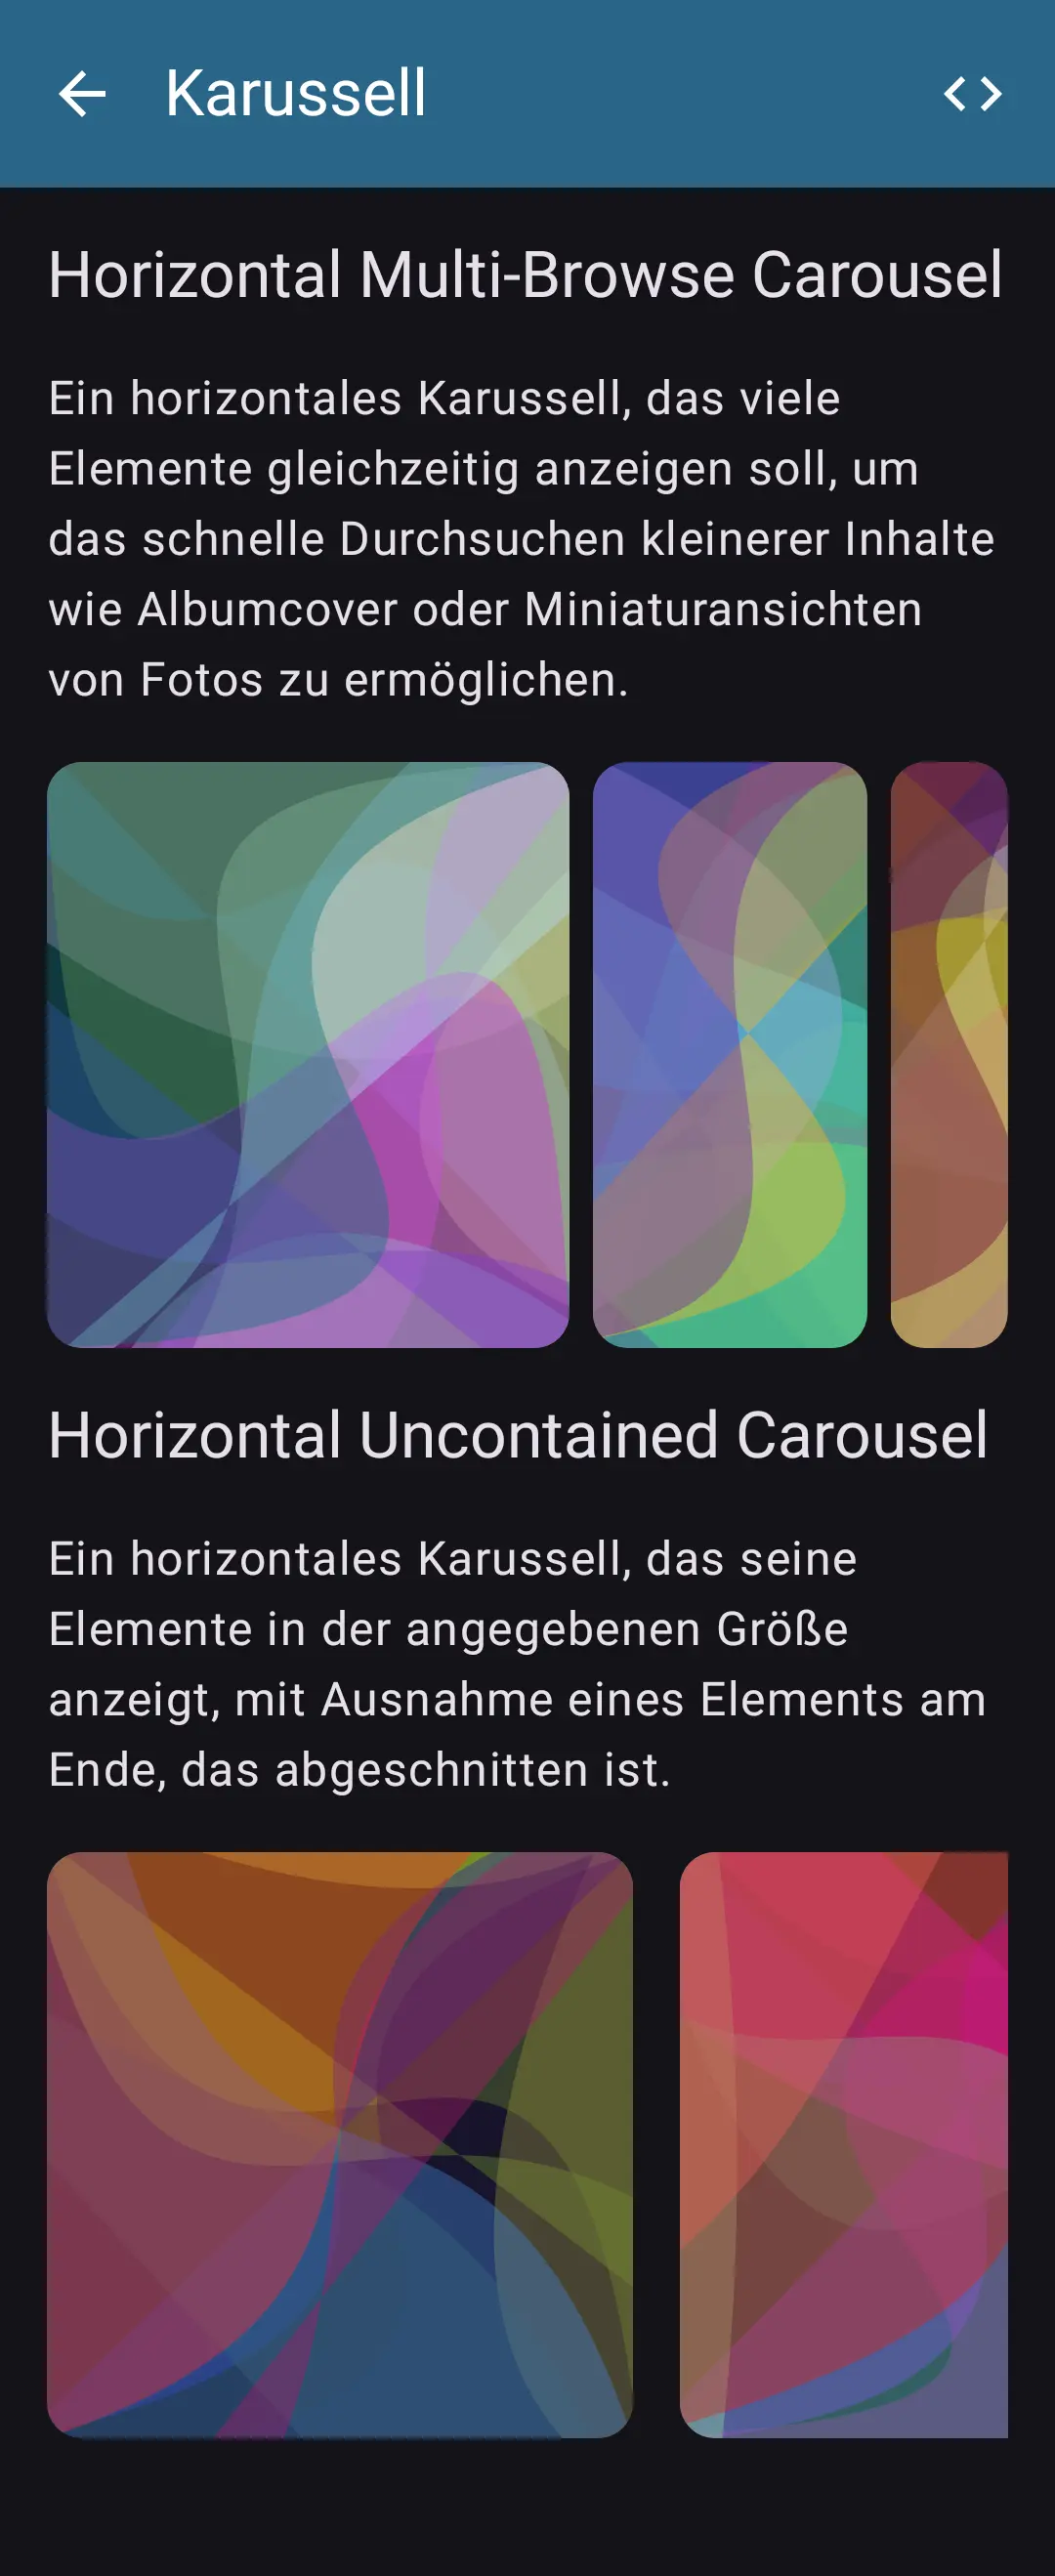 Karussell
Horizontal Multi-Browse Carousel
Ein horizontales Karussell, das viele
Elemente gleichzeitig anzeigen soll, um
das schnelle Durchsuchen kleinerer Inhalte
wie Albumcover oder Miniaturansichten
von Fotos zu ermöglichen.
Horizontal Uncontained Carousel
Ein horizontales Karussell, das seine
Elemente in der angegebenen Größe
anzeigt, mit Ausnahme eines Elements am
Ende, das abgeschnitten ist.